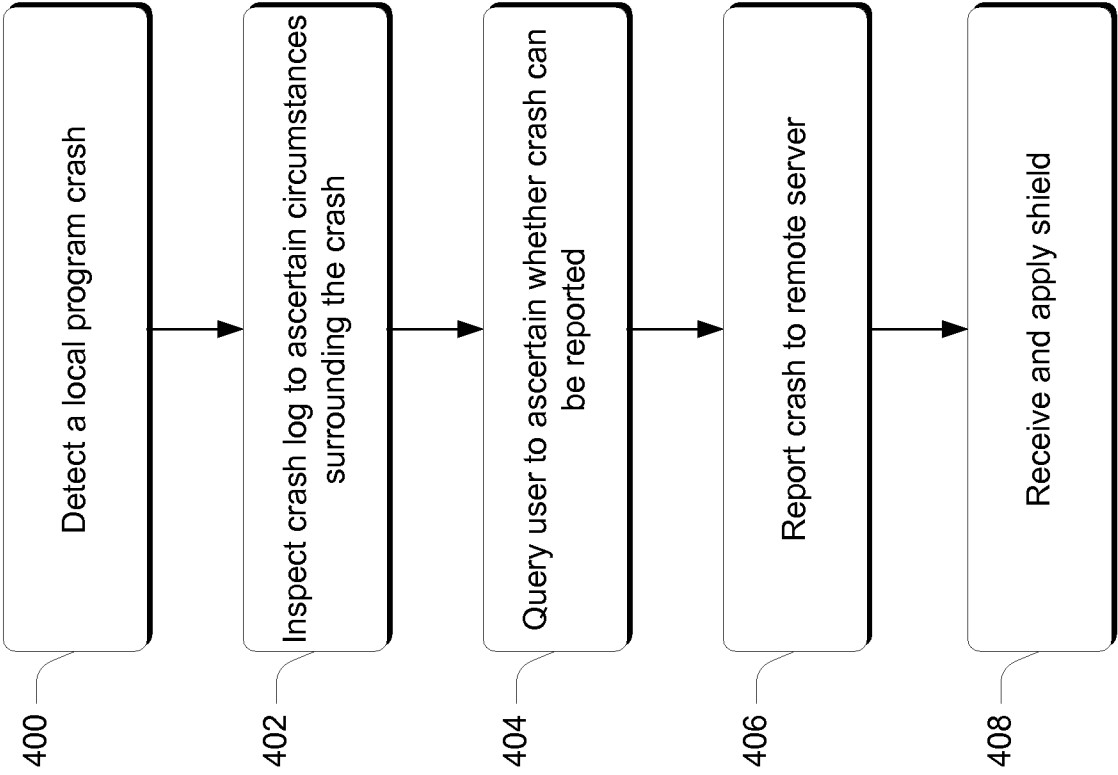 400
Detect a local program crash
402
Inspect crash log to ascertain circumstances
surrounding the crash
404
Query user to ascertain whether crash can
be reported
406
Report crash to remote server
408
Receive and apply shield